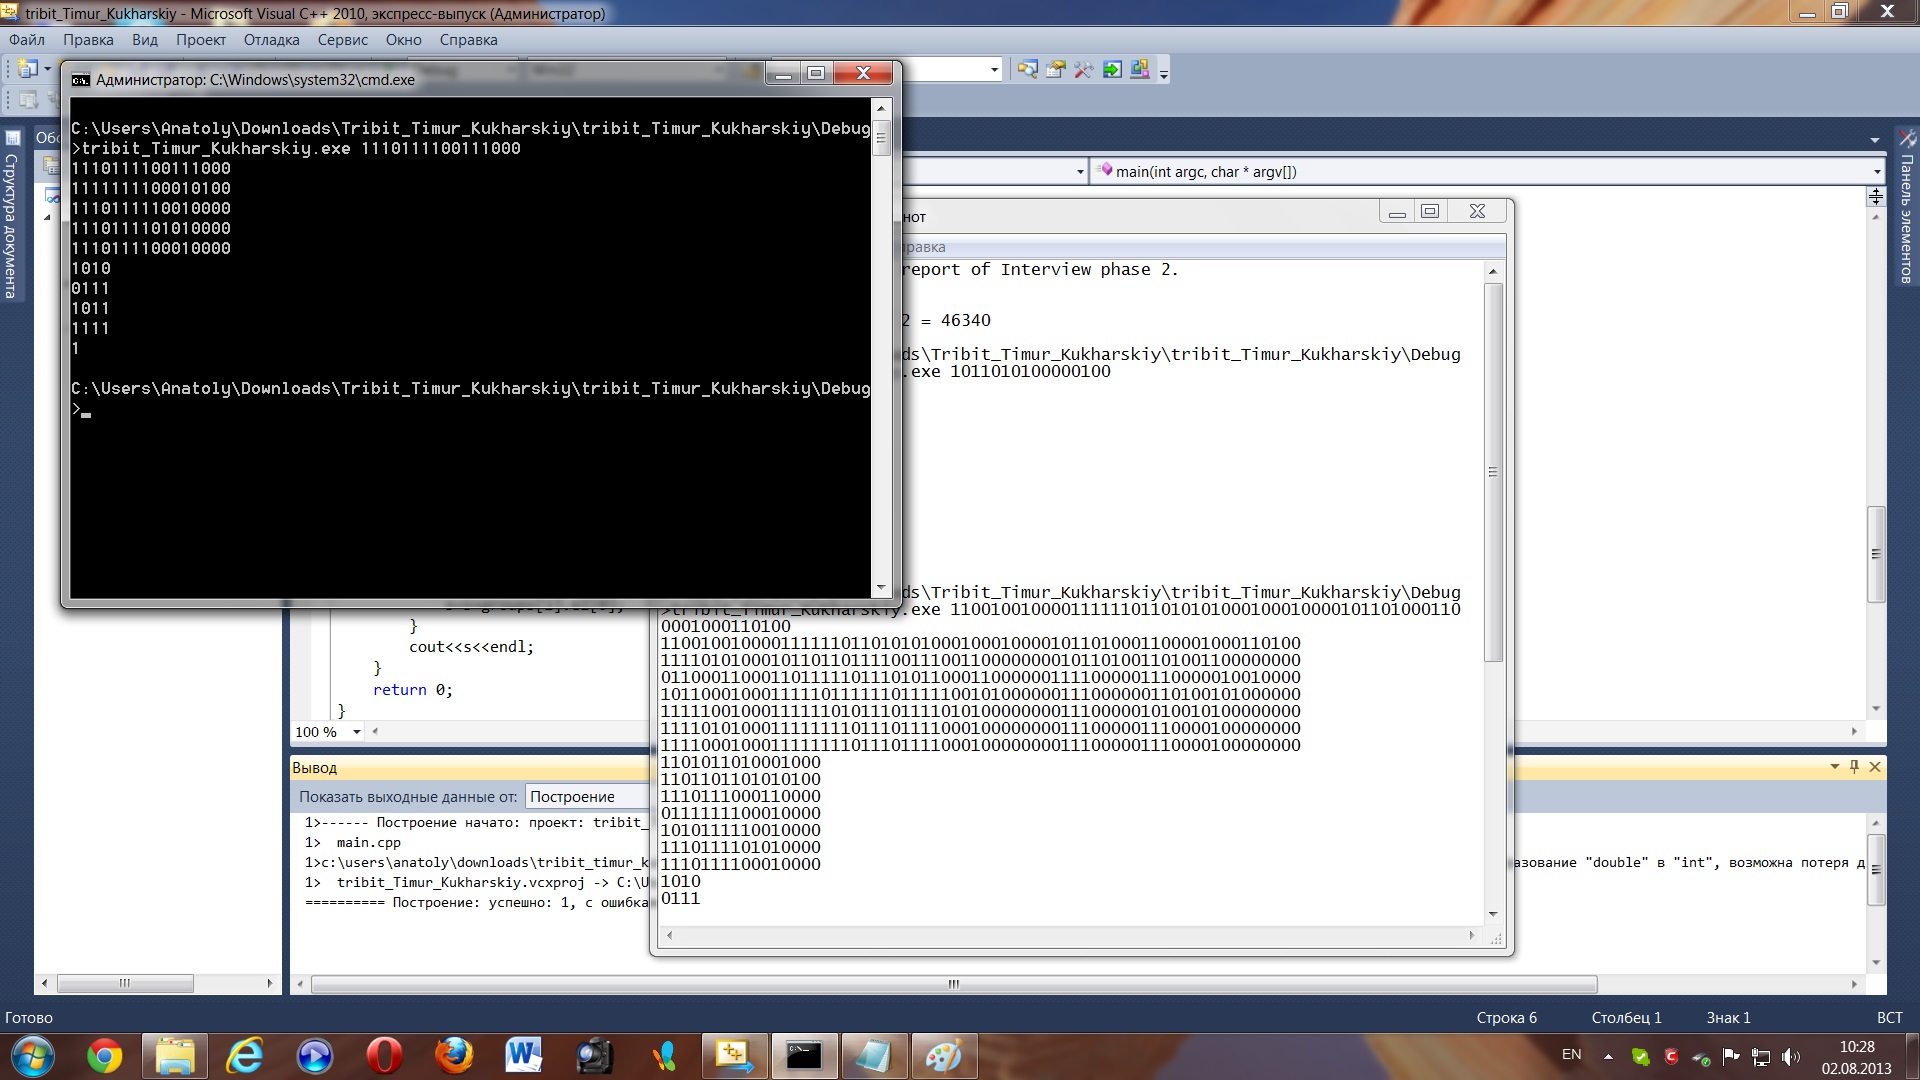 tribit_Timur_Kukharskiy - Microsoft Visual C++ 2010, экспресс-выпуск (Администратор)
Файл Правка Вид Проект Отладка Сервис Окно Справка
Администратор: C:\Windows\system32\cmd.exe
C:\Users\Anatoly\Downloads\Tribit_Timur_Kukharskiy\tribit_Timur_Kukharskiy\Debug
>tribit_Timur_Kukharskiy.exe 1110111100111000
1110111100111000
1111111100010100
1110111110010000
1110111101010000
1110111100010000
1010
0111
1011
1111
1
C:\Users\Anatoly\Downloads\Tribit_Timur_Kukharskiy\tribit_Timur_Kukharskiy\Debug
>_
Структура документа
Обо
main(int argc, char * argv[])
Панель элементов
нот
равка
report of Interview phase 2.
2 = 46340
ds\Tribit_Timur_Kukharskiy\tribit_Timur_Kukharskiy\Debug
.exe 1011010100000100
ds\Tribit_Timur_Kukharskiy\tribit_Timur_Kukharskiy\Debug
>tribit_Timur_Kukharskiy.exe 110010010000111111011010101000100010000101101000110
0001000110100
1100100100001111110110101010001000100001011010001100001000110100
1111010100010110110111100111001100000000101101001101001100000000
0110001100011011111011101011000110000001111000001110000010010000
1011000100011111011111101111100101000000111000000110100101000000
1111100100011111101011101111010100000000111000001010010100000000
1111010100011111111011101111000100000011100000111000010000000
1111000100011111111011101111000100000000111000001110000100000000
1101011010001000
1101101101010100
1110111000110000
0111111100010000
1010111110010000
1110111101010000
1110111100010000
1010
0111
}
cout<<s<<endl;
}
return 0;
}
100 %
Вывод
Показать выходные данные от: Построение
1>------ Построение начато: проект: tribit_
1> main.cpp
1>c:\users\anatoly\downloads\tribit_timur_k азование "double" в "int", возможна потеря д
1> tribit_Timur_Kukharskiy.vcxproj -> C:\U
========== Построение: успешно: 1, с ошибка
Готово Строка 6 Столбец 1 Знак 1 ВСТ
EN
10:28
02.08.2013